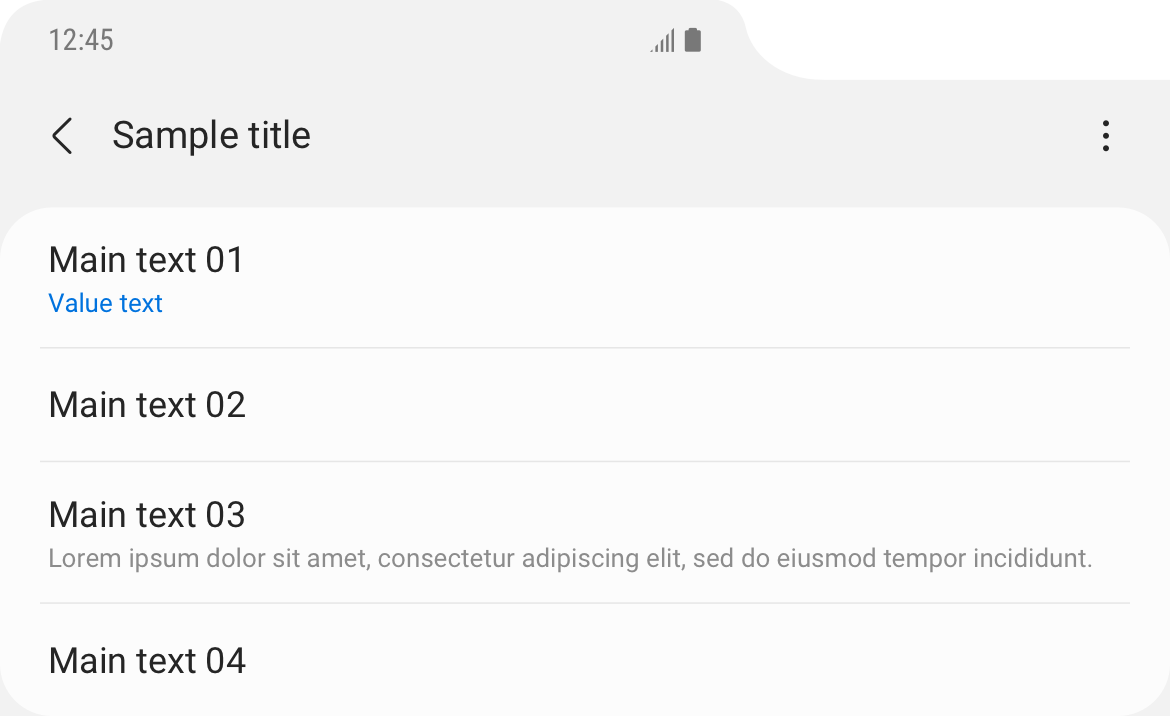 12:45
Sample title
Main text 01
Value text
Main text 02
Main text 03
Lorem ipsum dolor sit amet, consectetur adipiscing elit, sed do eiusmod tempor incididunt.
Main text 04